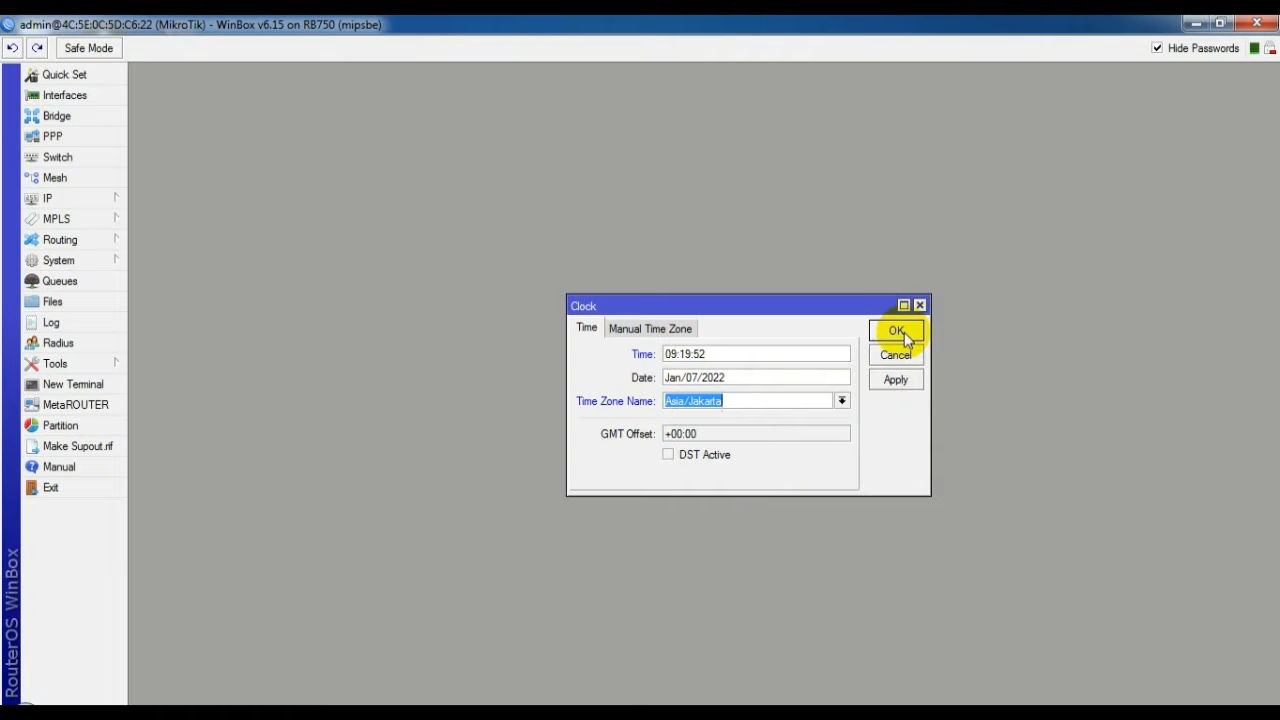 admin@4C:5E:0C:5D:C6:22 (MikroTik) - WinBox v6.15 on RB750 (mipsbe)
Safe Mode
Hide Passwords
Quick Set
Interfaces
Bridge
PPP
Switch
Mesh
IP
MPLS
Routing
System
Queues
Files
Log
Radius
Tools
New Terminal
MetaROUTER
Partition
Make Supout.rif
Manual
Exit
RouterOS WinBox
Clock
Time
Manual Time Zone
Time: 09:19:52
Date: Jan/07/2022
Time Zone Name: Asia/Jakarta
GMT Offset: +00:00
DST Active
OK
Cancel
Apply